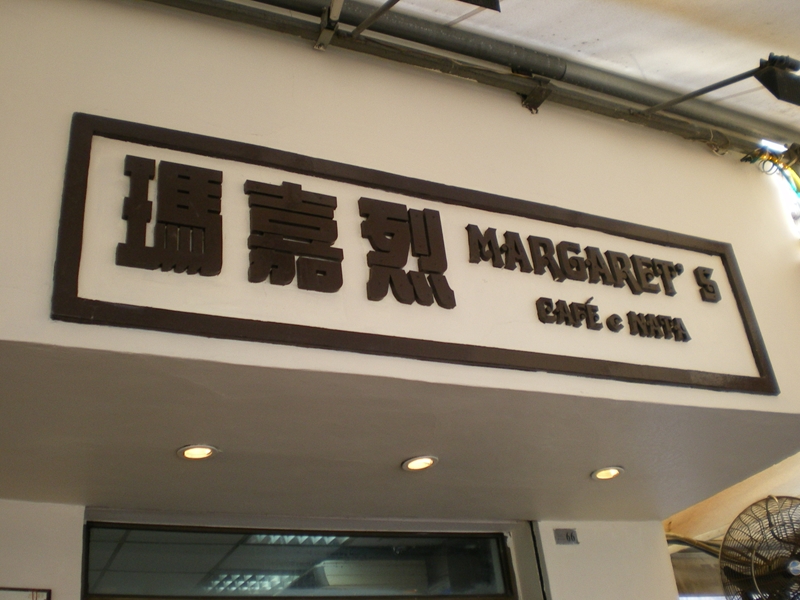 瑪嘉烈 MARGARET'S
CAFÉ e NATA